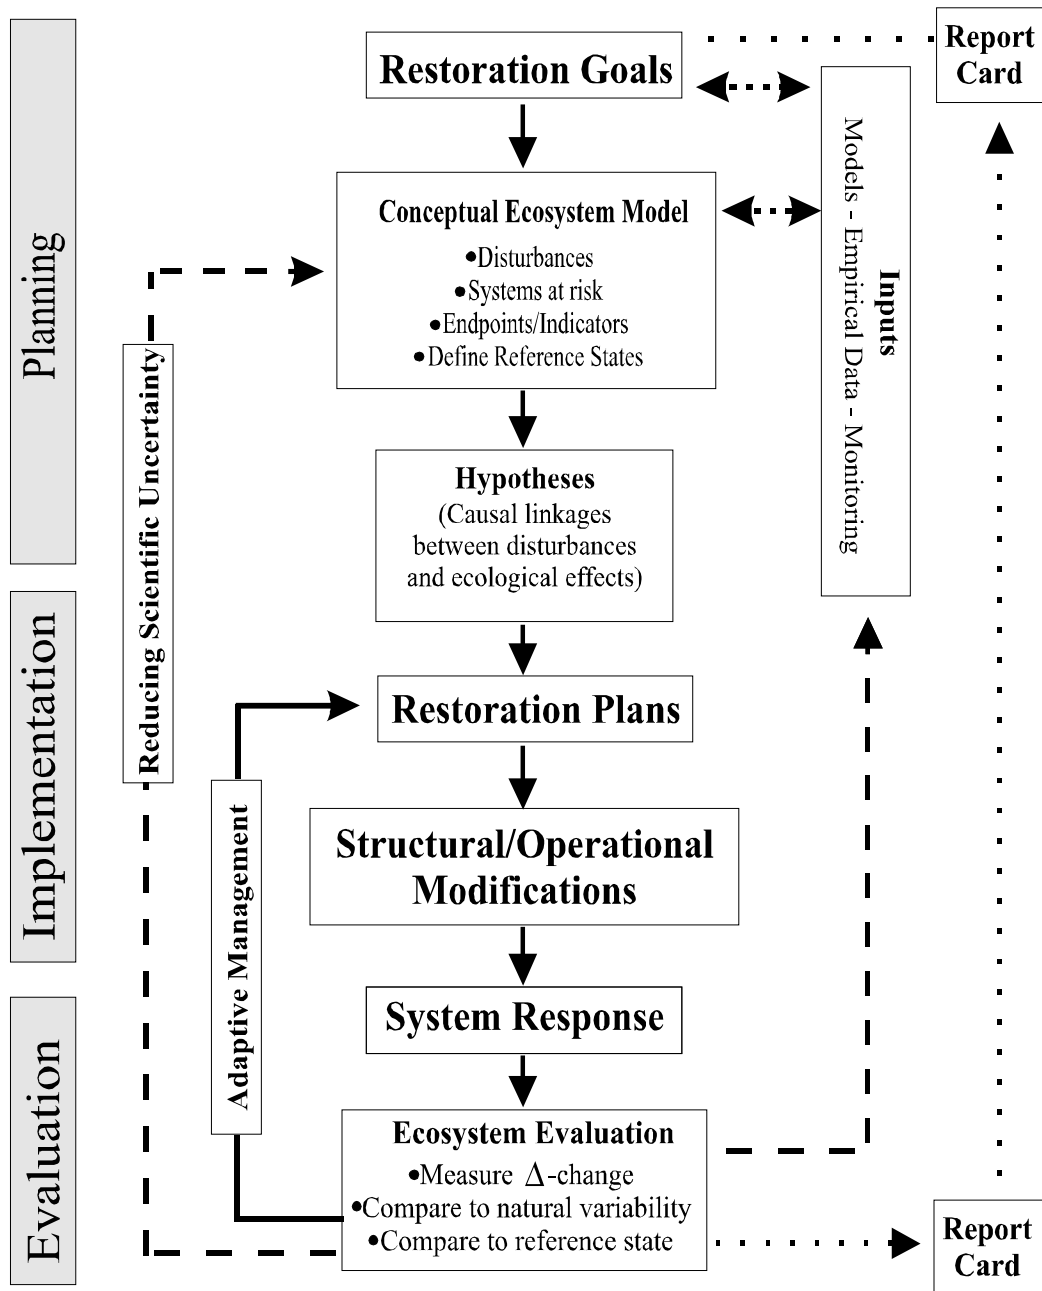 Planning
Implementation
Evaluation
Restoration Goals
Report
Card
Conceptual Ecosystem Model
•Disturbances
•Systems at risk
•Endpoints/Indicators
•Define Reference States
Inputs
Models - Empirical Data - Monitoring
Hypotheses
(Causal linkages
between disturbances
and ecological effects)
Reducing Scientific Uncertainty
Restoration Plans
Adaptive Management
Structural/Operational
Modifications
System Response
Ecosystem Evaluation
•Measure Δ-change
•Compare to natural variability
•Compare to reference state
Report
Card